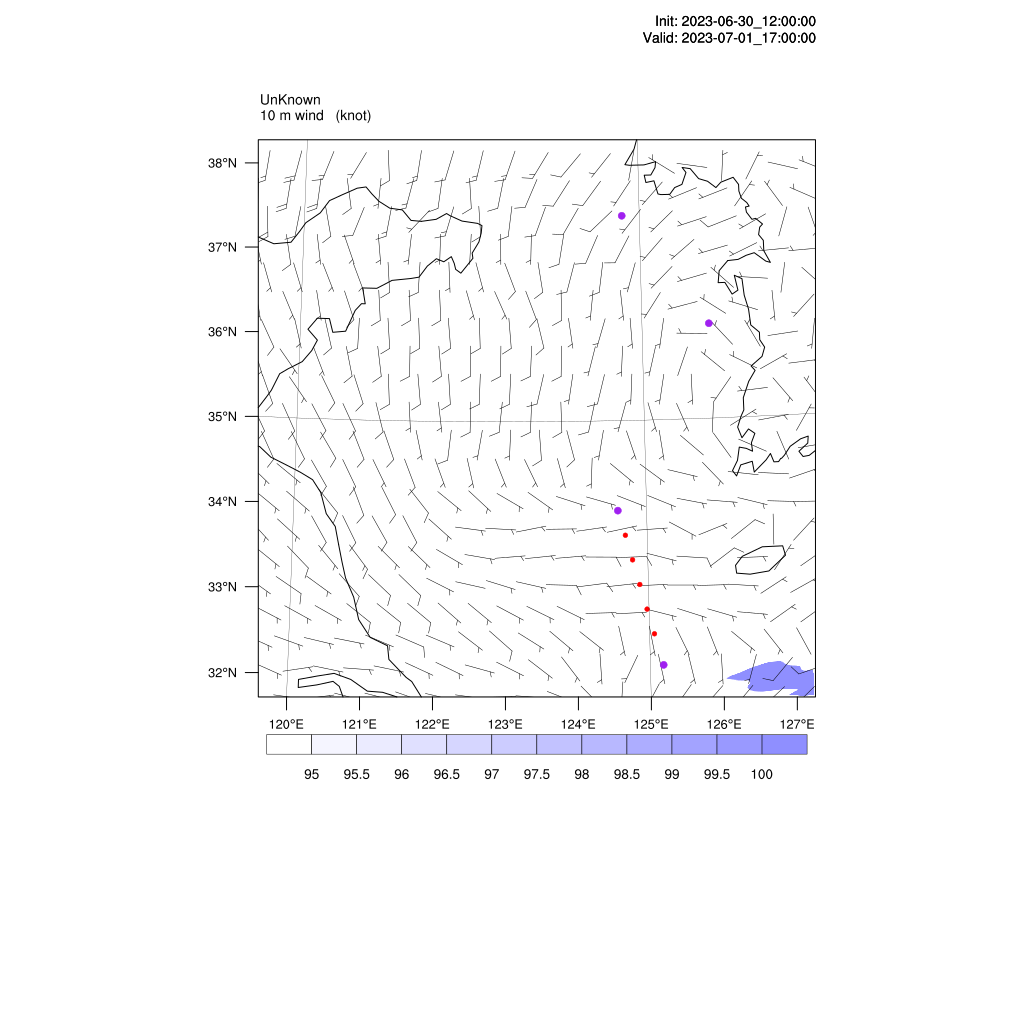 Init: 2023-06-30_12:00:00
Valid: 2023-07-01_17:00:00
UnKnown
10 m wind (knot)
38°N
37°N
36°N
35°N
34°N
33°N
32°N
120°E 121°E 122°E 123°E 124°E 125°E 126°E 127°E
95 95.5 96 96.5 97 97.5 98 98.5 99 99.5 100